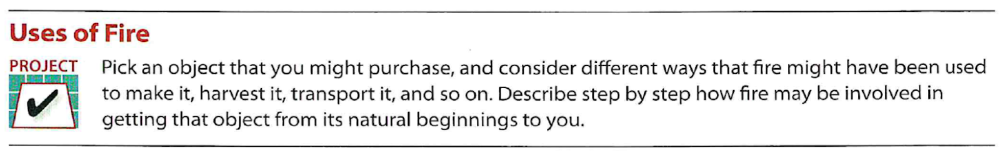 Uses of Fire
PROJECT
Pick an object that you might purchase, and consider different ways that fire might have been used
to make it, harvest it, transport it, and so on. Describe step by step how fire may be involved in
getting that object from its natural beginnings to you.